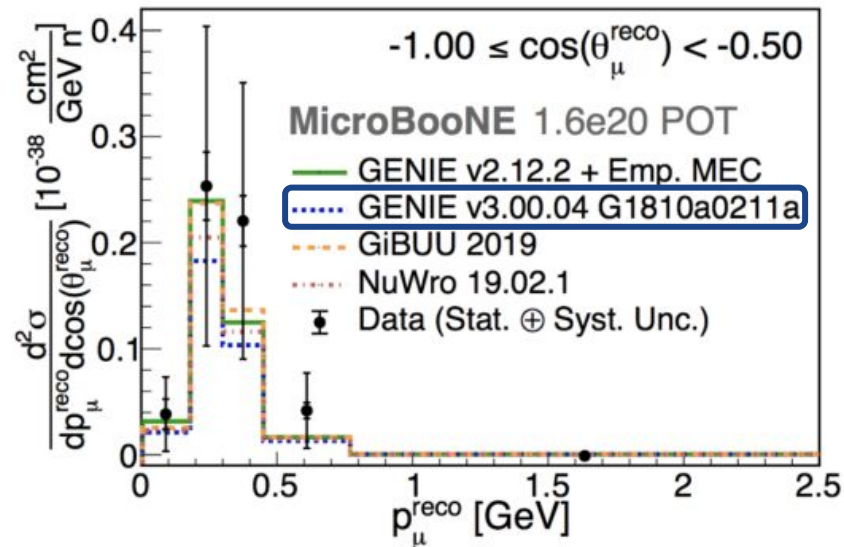 -1.00 ≤ cos(θ_μ^reco) < -0.50
MicroBooNE 1.6e20 POT
GENIE v2.12.2 + Emp. MEC
GENIE v3.00.04 G1810a0211a
GiBUU 2019
NuWro 19.02.1
Data (Stat. ⊕ Syst. Unc.)
d²σ/dp_μ^reco dcos(θ_μ^reco) [10⁻³⁸ cm²/GeV n]
0.4
0.3
0.2
0.1
0
0 0.5 1 1.5 2 2.5
p_μ^reco [GeV]